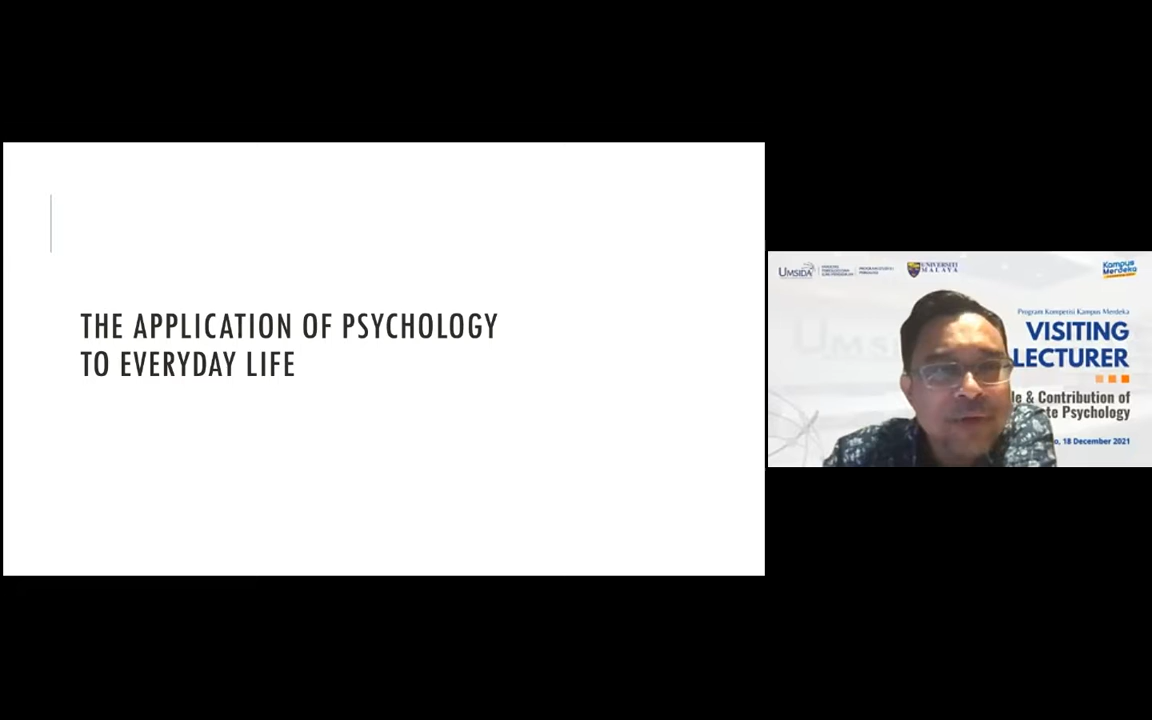 THE APPLICATION OF PSYCHOLOGY
TO EVERYDAY LIFE
UMSIDA
UNIVERSITI
MALAYA
Kampus
Merdeka
Program Kompetisi Kampus Merdeka
VISITING
LECTURER
le & Contribution of
te Psychology
o, 18 December 2021